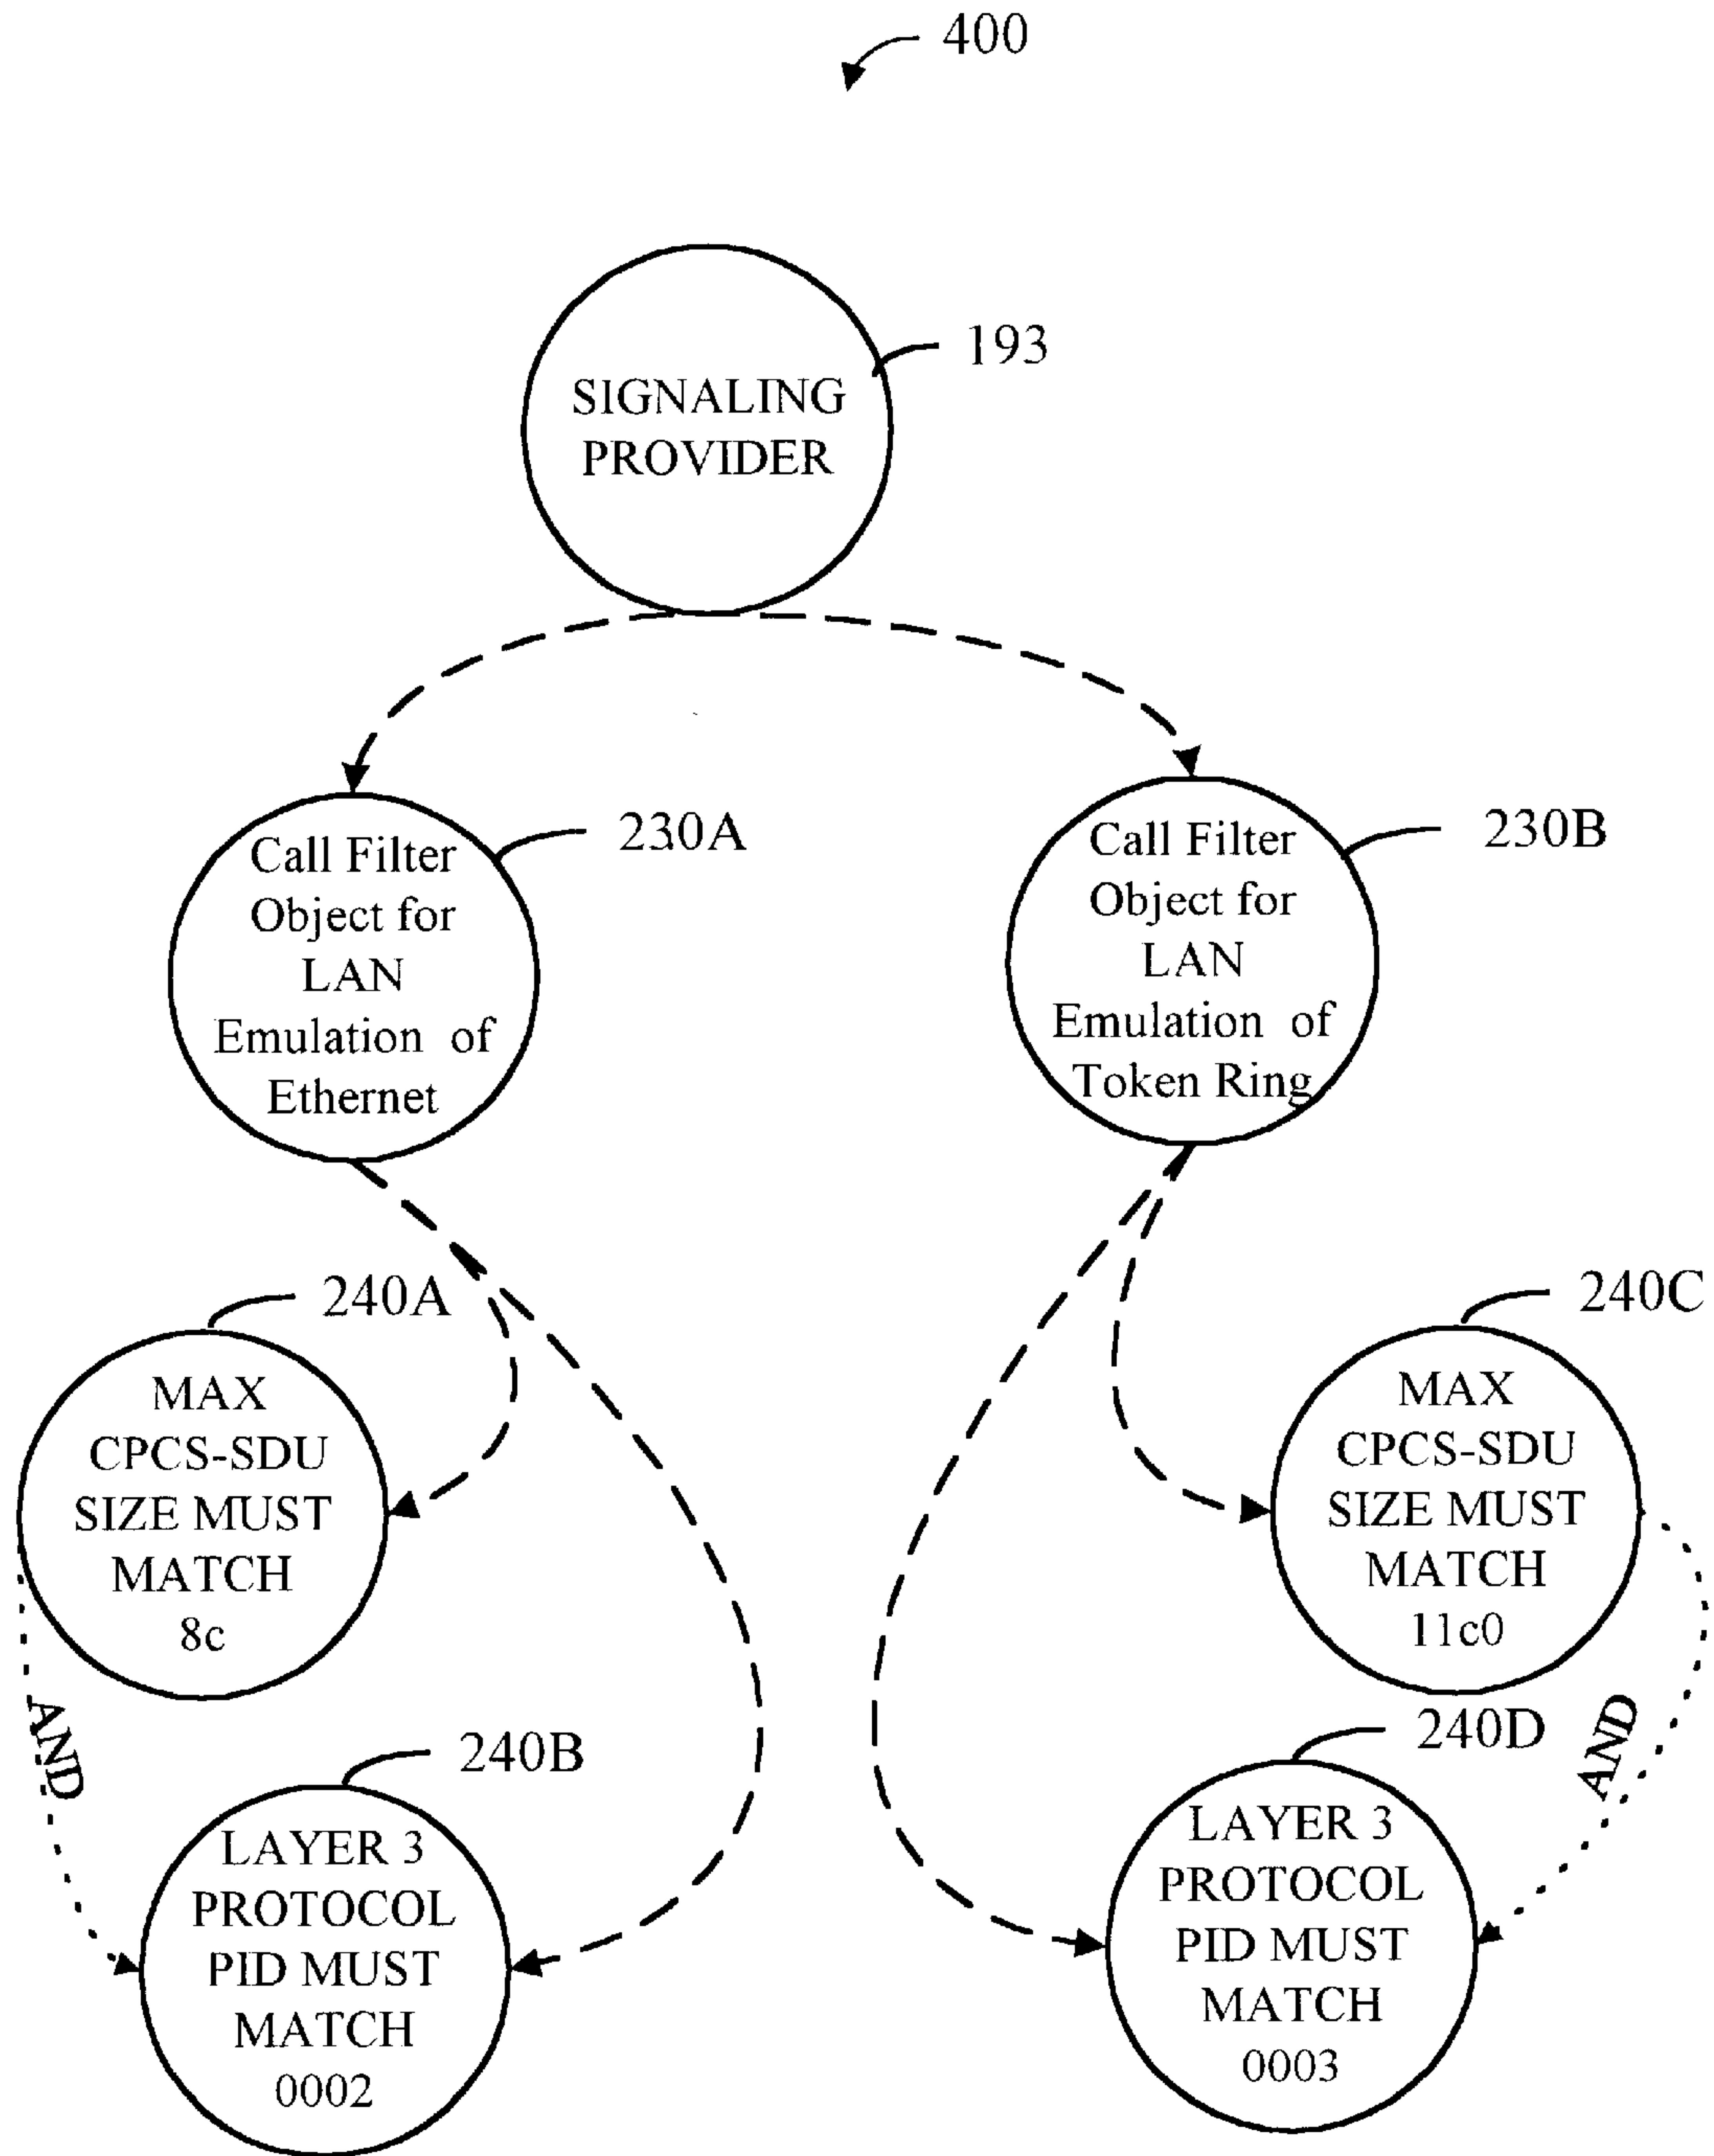 400
193
SIGNALING
PROVIDER
230A
Call Filter
Object for
LAN
Emulation of
Ethernet
230B
Call Filter
Object for
LAN
Emulation of
Token Ring
240A
MAX
CPCS-SDU
SIZE MUST
MATCH
8c
240C
MAX
CPCS-SDU
SIZE MUST
MATCH
11c0
AND
240B
LAYER 3
PROTOCOL
PID MUST
MATCH
0002
240D
LAYER 3
PROTOCOL
PID MUST
MATCH
0003
AND